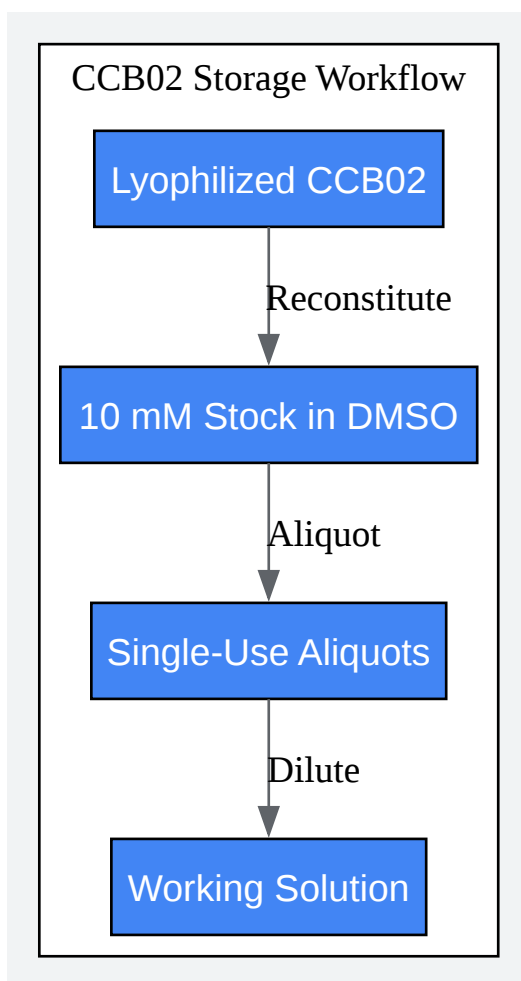 CCB02 Storage Workflow
Lyophilized CCB02
Reconstitute
10 mM Stock in DMSO
Aliquot
Single-Use Aliquots
Dilute
Working Solution